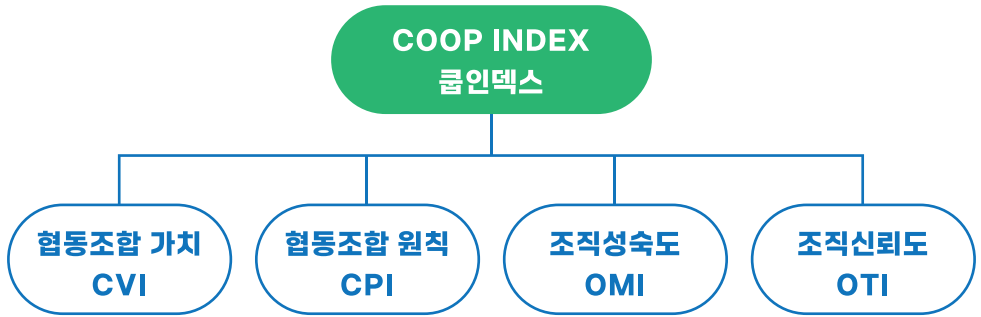 COOP INDEX
쿱인덱스
협동조합 가치
CVI
협동조합 원칙
CPI
조직성숙도
OMI
조직신뢰도
OTI